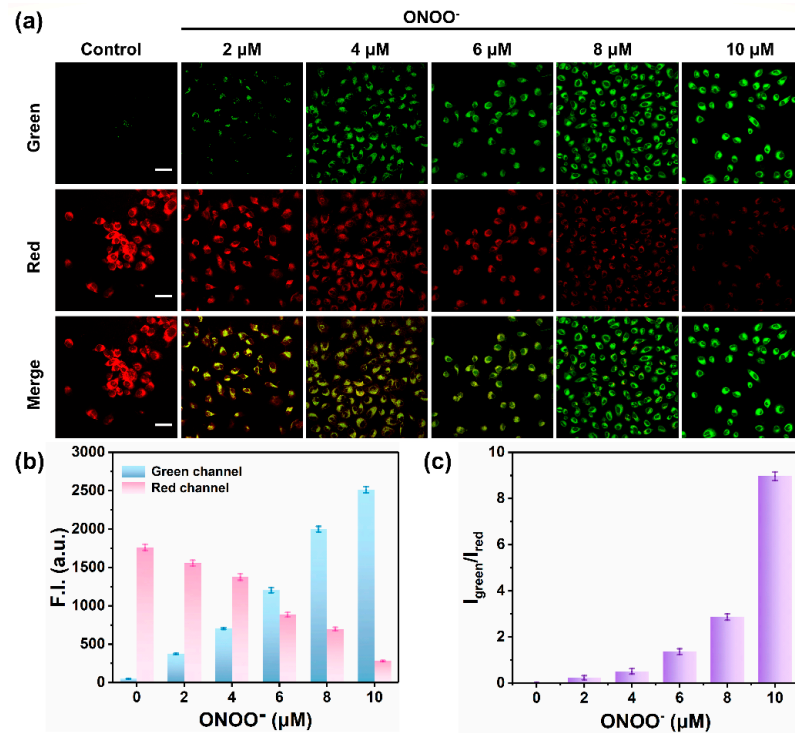 (a)
ONOO⁻
Control 2 μM 4 μM 6 μM 8 μM 10 μM
Green
Red
Merge
(b)
3000
2500
2000
1500
1000
500
0
F.I. (a.u.)
Green channel
Red channel
0 2 4 6 8 10
ONOO⁻ (μM)
(c)
10
8
6
4
2
0
I_green/I_red
0 2 4 6 8 10
ONOO⁻ (μM)